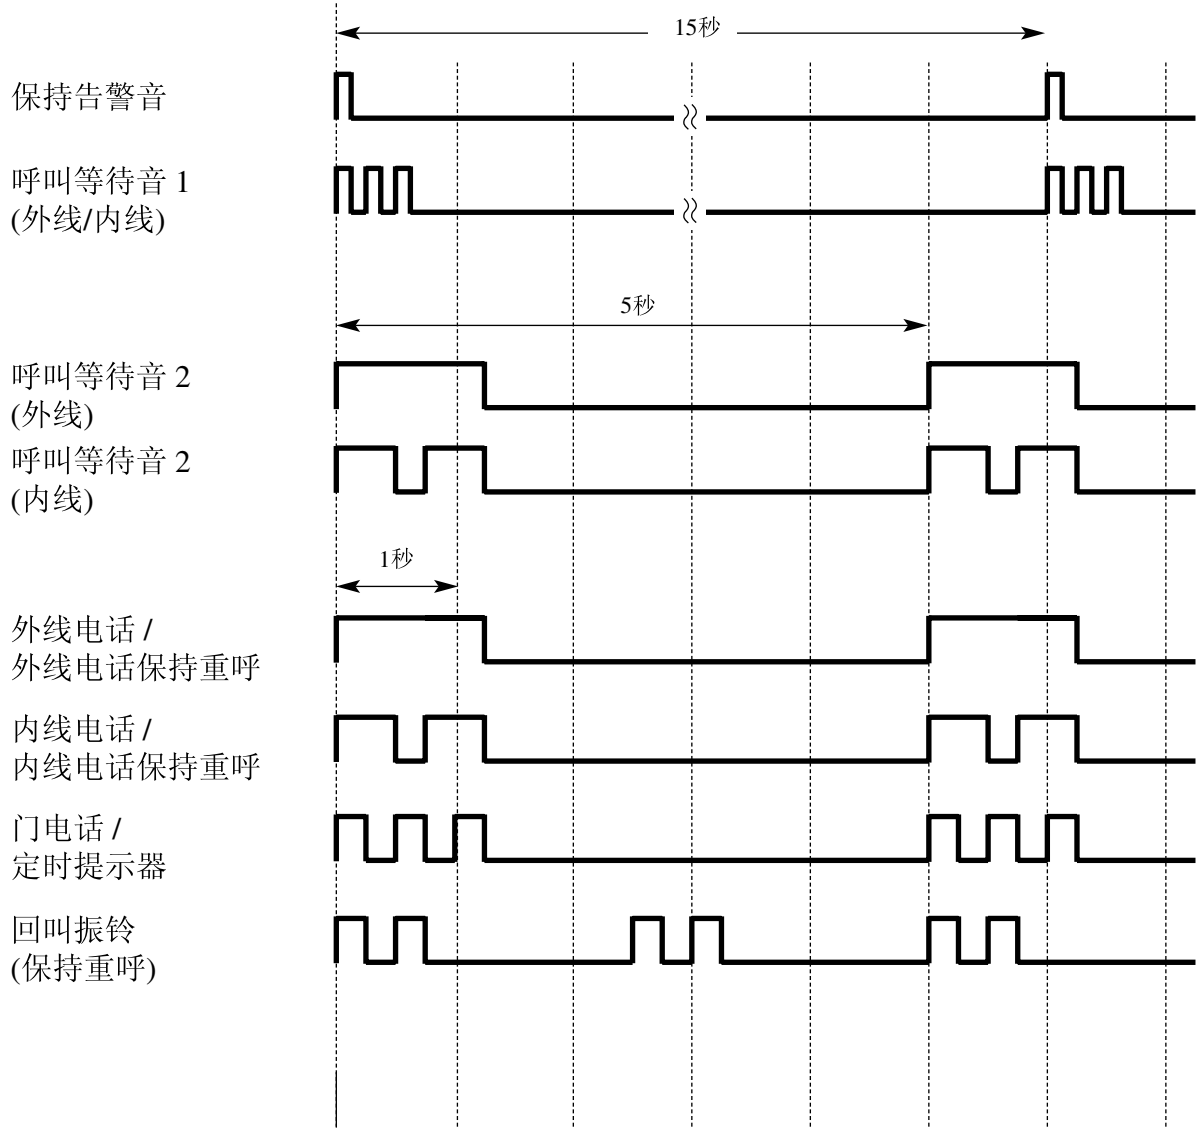 15秒
保持告警音
呼叫等待音 1
(外线/内线)
5秒
呼叫等待音 2
(外线)
呼叫等待音 2
(内线)
1秒
外线电话 /
外线电话保持重呼
内线电话 /
内线电话保持重呼
门电话 /
定时提示器
回叫振铃
(保持重呼)